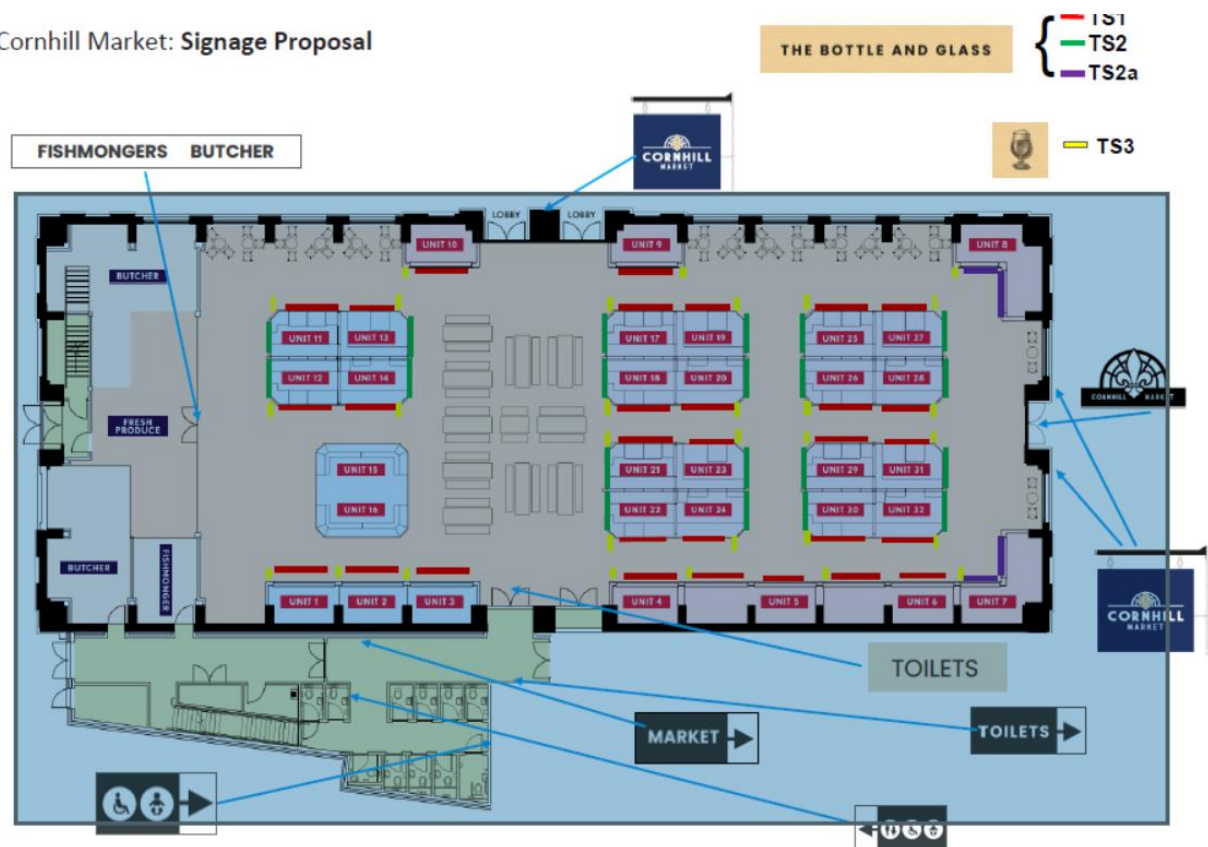 Cornhill Market: Signage Proposal
THE BOTTLE AND GLASS
TS1
TS2
TS2a
TS3
FISHMONGERS BUTCHER
CORNHILL
MARKET
LOBBY
LOBBY
UNIT 10
UNIT 9
UNIT 8
BUTCHER
UNIT 11
UNIT 13
UNIT 17
UNIT 19
UNIT 25
UNIT 27
UNIT 12
UNIT 14
UNIT 18
UNIT 20
UNIT 26
UNIT 28
CORNHILL MARKET
FRESH
PRODUCE
UNIT 15
UNIT 21
UNIT 23
UNIT 29
UNIT 31
UNIT 16
UNIT 22
UNIT 24
UNIT 30
UNIT 32
BUTCHER
FISHMONGER
UNIT 1
UNIT 2
UNIT 3
UNIT 4
UNIT 5
UNIT 6
UNIT 7
CORNHILL
MARKET
TOILETS
MARKET
TOILETS